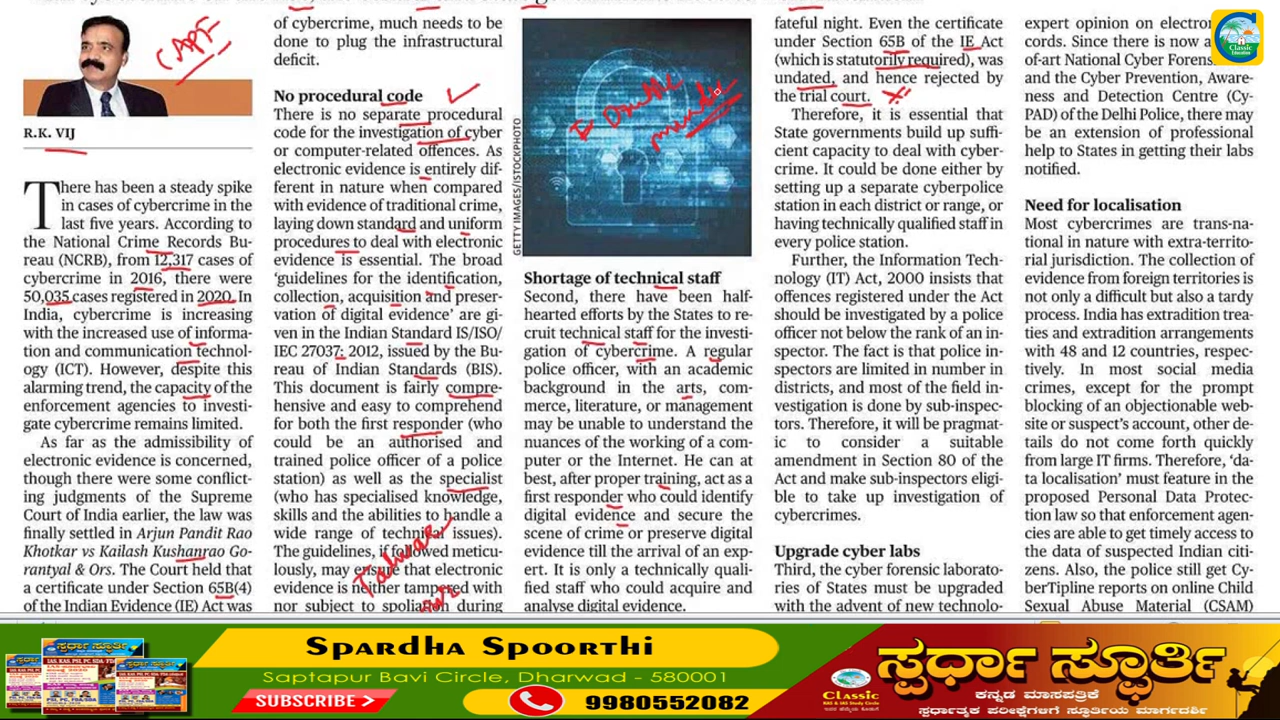 CAPF
R.K. VIJ
There has been a steady spike
in cases of cybercrime in the
last five years. According to
the National Crime Records Bu-
reau (NCRB), from 12,317 cases of
cybercrime in 2016, there were
50,035 cases registered in 2020. In
India, cybercrime is increasing
with the increased use of informa-
tion and communication technol-
ogy (ICT). However, despite this
alarming trend, the capacity of the
enforcement agencies to investi-
gate cybercrime remains limited.
As far as the admissibility of
electronic evidence is concerned,
though there were some conflict-
ing judgments of the Supreme
Court of India earlier, the law was
finally settled in Arjun Pandit Rao
Khotkar vs Kailash Kushanrao Go-
rantyal & Ors. The Court held that
a certificate under Section 65B(4)
of the Indian Evidence (IE) Act was
of cybercrime, much needs to be
done to plug the infrastructural
deficit.
No procedural code
There is no separate procedural
code for the investigation of cyber
or computer-related offences. As
electronic evidence is entirely dif-
ferent in nature when compared
with evidence of traditional crime,
laying down standard and uniform
procedures to deal with electronic
evidence is essential. The broad
‘guidelines for the identification,
collection, acquisition and preser-
vation of digital evidence’ are gi-
ven in the Indian Standard IS/ISO/
IEC 27037: 2012, issued by the Bu-
reau of Indian Standards (BIS).
This document is fairly compre-
hensive and easy to comprehend
for both the first responder (who
could be an authorised and
trained police officer of a police
station) as well as the specialist
(who has specialised knowledge,
skills and the abilities to handle a
wide range of technical issues).
The guidelines, if followed meticu-
lously, may ensure that electronic
evidence is neither tampered with
nor subject to spoliation during
Talwar
Double
murder
GETTY IMAGES/ISTOCKPHOTO
Shortage of technical staff
Second, there have been half-
hearted efforts by the States to re-
cruit technical staff for the investi-
gation of cybercrime. A regular
police officer, with an academic
background in the arts, com-
merce, literature, or management
may be unable to understand the
nuances of the working of a com-
puter or the Internet. He can at
best, after proper training, act as a
first responder who could identify
digital evidence and secure the
scene of crime or preserve digital
evidence till the arrival of an exp-
ert. It is only a technically quali-
fied staff who could acquire and
analyse digital evidence.
fateful night. Even the certificate
under Section 65B of the IE Act
(which is statutorily required), was
undated, and hence rejected by
the trial court.
Therefore, it is essential that
State governments build up suffi-
cient capacity to deal with cyber-
crime. It could be done either by
setting up a separate cyberpolice
station in each district or range, or
having technically qualified staff in
every police station.
Further, the Information Tech-
nology (IT) Act, 2000 insists that
offences registered under the Act
should be investigated by a police
officer not below the rank of an in-
spector. The fact is that police in-
spectors are limited in number in
districts, and most of the field in-
vestigation is done by sub-inspec-
tors. Therefore, it will be pragmat-
ic to consider a suitable
amendment in Section 80 of the
Act and make sub-inspectors eligi-
ble to take up investigation of
cybercrimes.
Upgrade cyber labs
Third, the cyber forensic laborato-
ries of States must be upgraded
with the advent of new technolo-
expert opinion on electron
cords. Since there is now a
of-art National Cyber Forens
and the Cyber Prevention, Aware-
ness and Detection Centre (Cy-
PAD) of the Delhi Police, there may
be an extension of professional
help to States in getting their labs
notified.
Need for localisation
Most cybercrimes are trans-na-
tional in nature with extra-territo-
rial jurisdiction. The collection of
evidence from foreign territories is
not only a difficult but also a tardy
process. India has extradition trea-
ties and extradition arrangements
with 48 and 12 countries, respec-
tively. In most social media
crimes, except for the prompt
blocking of an objectionable web-
site or suspect’s account, other de-
tails do not come forth quickly
from large IT firms. Therefore, ‘da-
ta localisation’ must feature in the
proposed Personal Data Protec-
tion law so that enforcement agen-
cies are able to get timely access to
the data of suspected Indian citi-
zens. Also, the police still get Cy-
berTipline reports on online Child
Sexual Abuse Material (CSAM)
Classic
Education
ಸ್ಪರ್ಧಾ ಸ್ಫೂರ್ತಿ
Spardha Spoorthi
Saptapur Bavi Circle, Dharwad - 580001
SUBSCRIBE
9980552082
Classic
KAS & IAS Study Circle
ಸ್ಪರ್ಧಾ ಸ್ಫೂರ್ತಿ
ಕನ್ನಡ ಮಾಸಪತ್ರಿಕೆ
ಸ್ಪರ್ಧಾತ್ಮಕ ಪರೀಕ್ಷೆಗಳಿಗೆ ಸ್ಫೂರ್ತಿಯ ಮಾರ್ಗದರ್ಶಿ